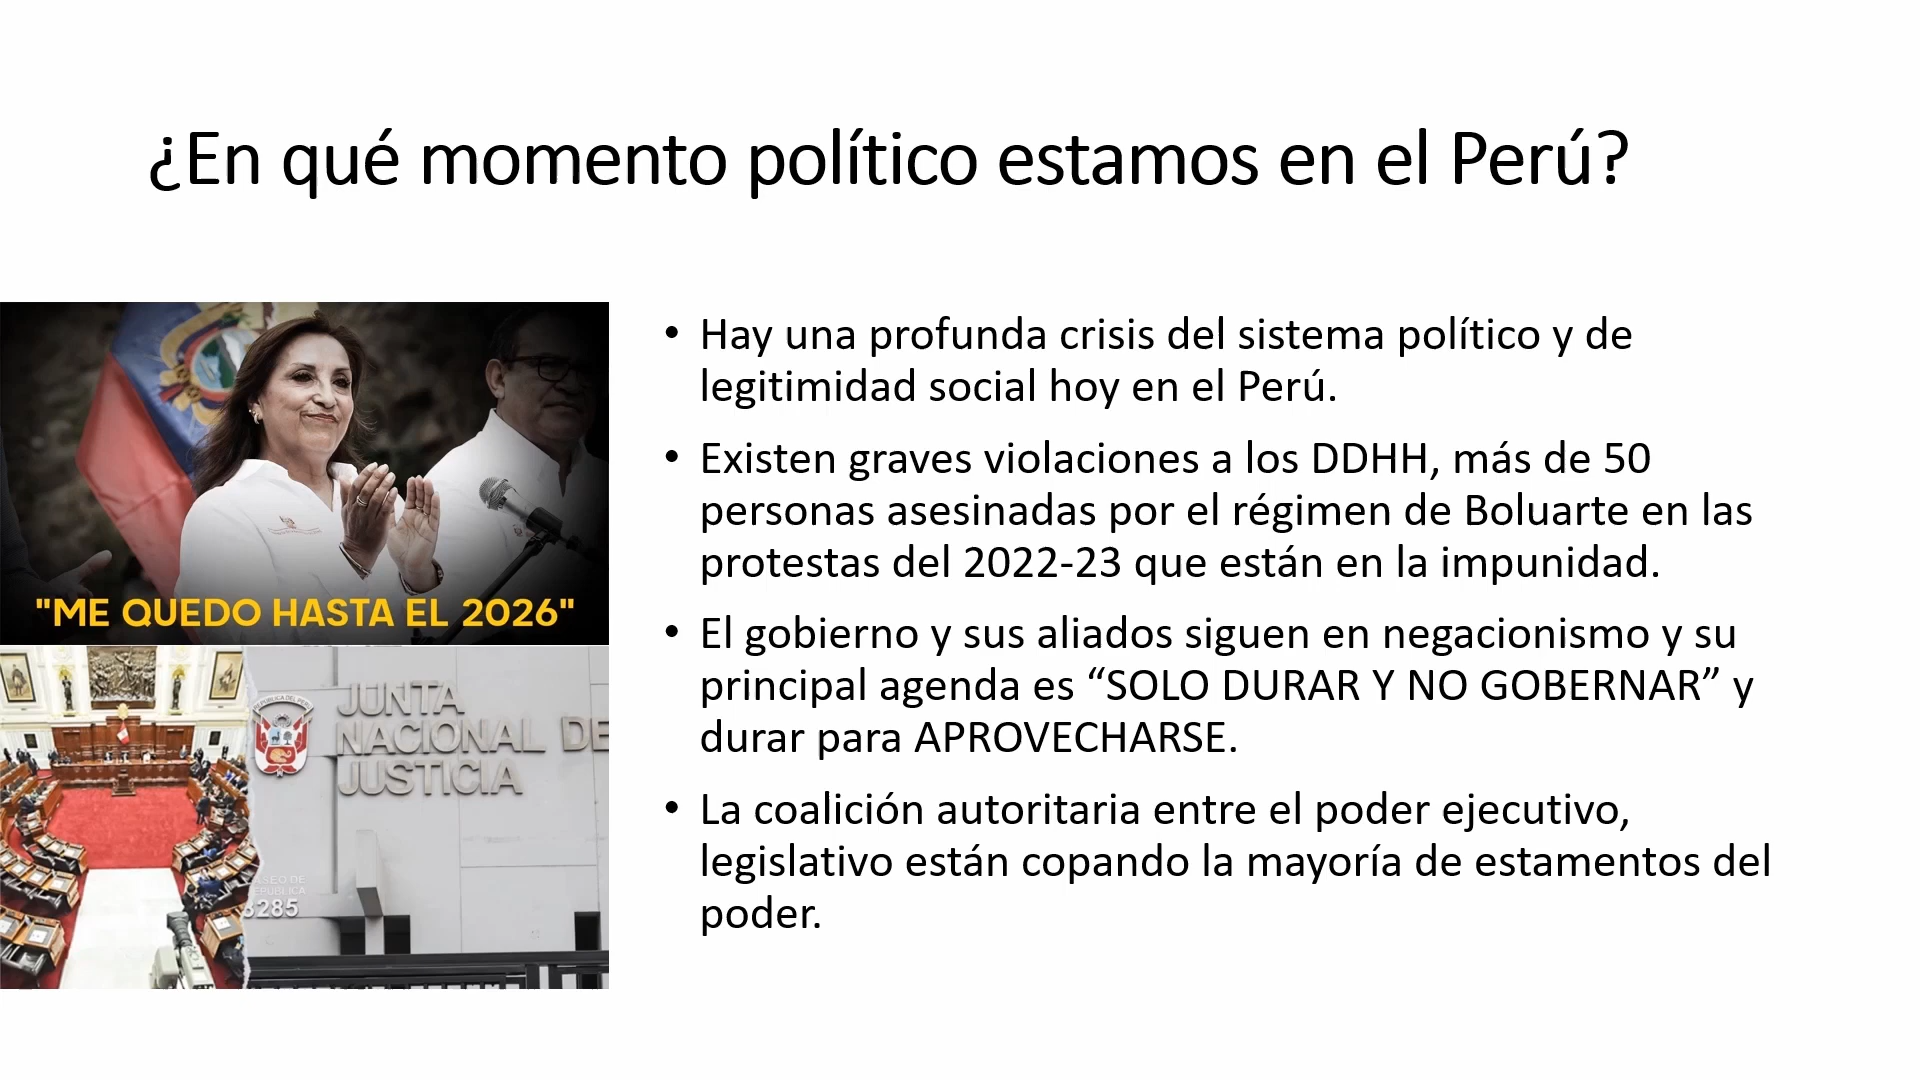 ¿En qué momento político estamos en el Perú?
"ME QUEDO HASTA EL 2026"
JUNTA
NACIONAL DE
JUSTICIA
REPÚBLICA
3285
• Hay una profunda crisis del sistema político y de
legitimidad social hoy en el Perú.
• Existen graves violaciones a los DDHH, más de 50
personas asesinadas por el régimen de Boluarte en las
protestas del 2022-23 que están en la impunidad.
• El gobierno y sus aliados siguen en negacionismo y su
principal agenda es “SOLO DURAR Y NO GOBERNAR” y
durar para APROVECHARSE.
• La coalición autoritaria entre el poder ejecutivo,
legislativo están copando la mayoría de estamentos del
poder.